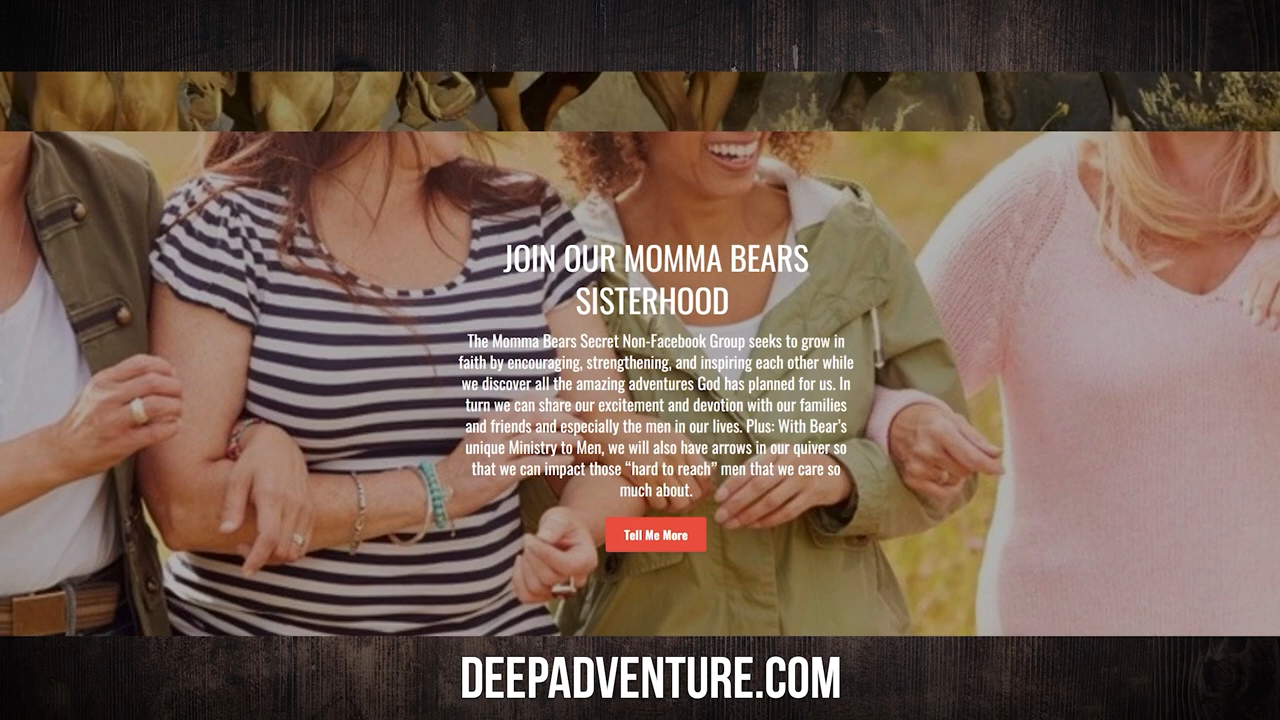 JOIN OUR MOMMA BEARS
SISTERHOOD
The Momma Bears Secret Non-Facebook Group seeks to grow in
faith by encouraging, strengthening, and inspiring each other while
we discover all the amazing adventures God has planned for us. In
turn we can share our excitement and devotion with our families
and friends and especially the men in our lives. Plus: With Bear’s
unique Ministry to Men, we will also have arrows in our quiver so
that we can impact those “hard to reach” men that we care so
much about.
Tell Me More
DEEPADVENTURE.COM